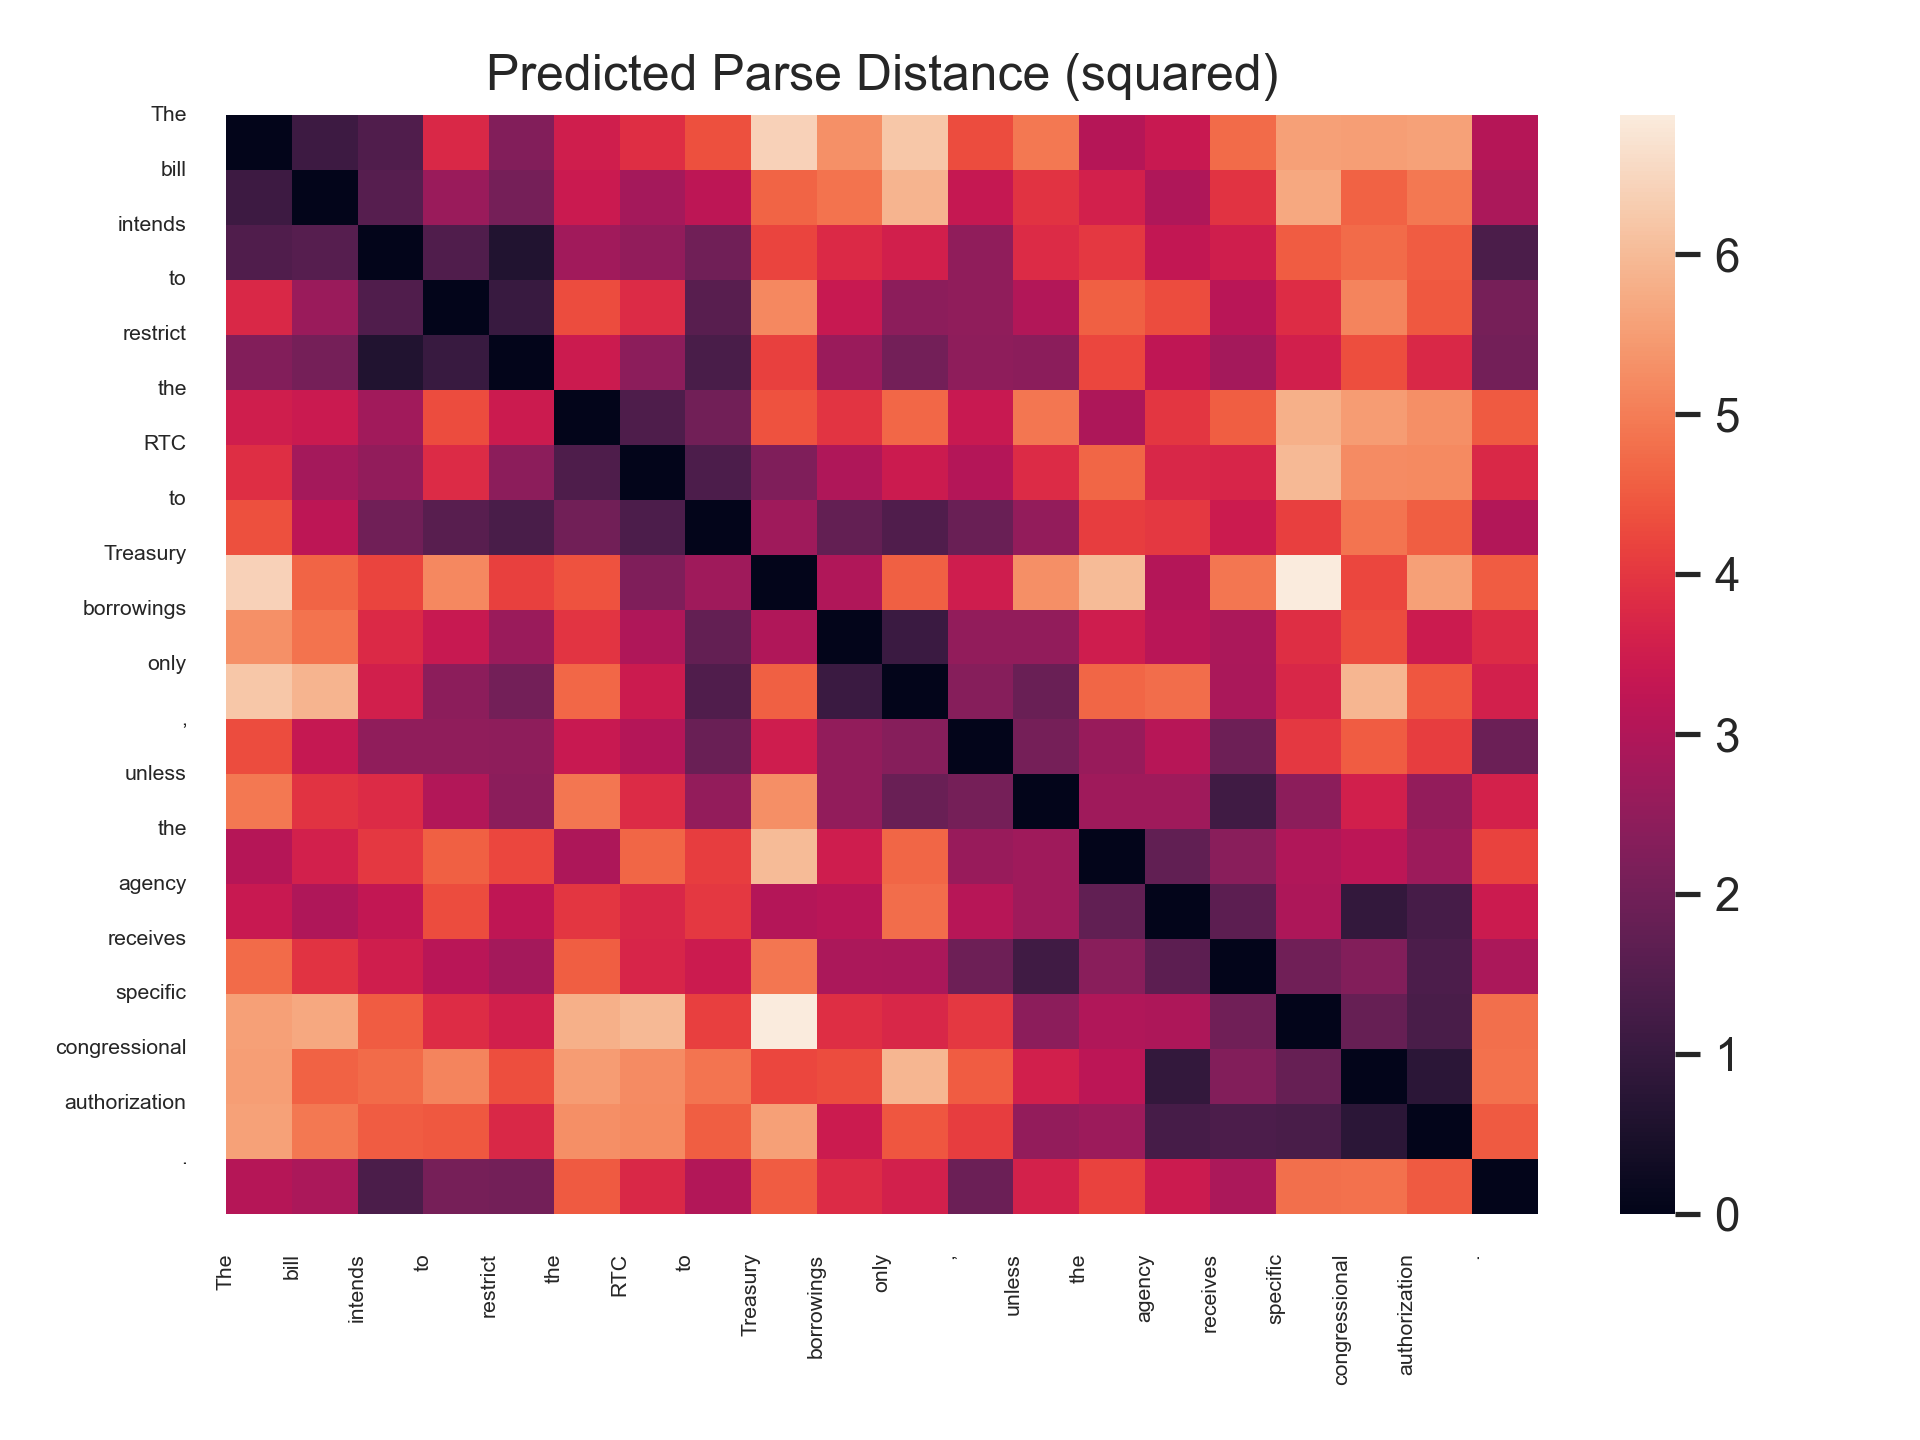 Predicted Parse Distance (squared)
The
bill
intends
to
restrict
the
RTC
to
Treasury
borrowings
only
,
unless
the
agency
receives
specific
congressional
authorization
.
6
5
4
3
2
1
0
The
bill
intends
to
restrict
the
RTC
to
Treasury
borrowings
only
,
unless
the
agency
receives
specific
congressional
authorization
.